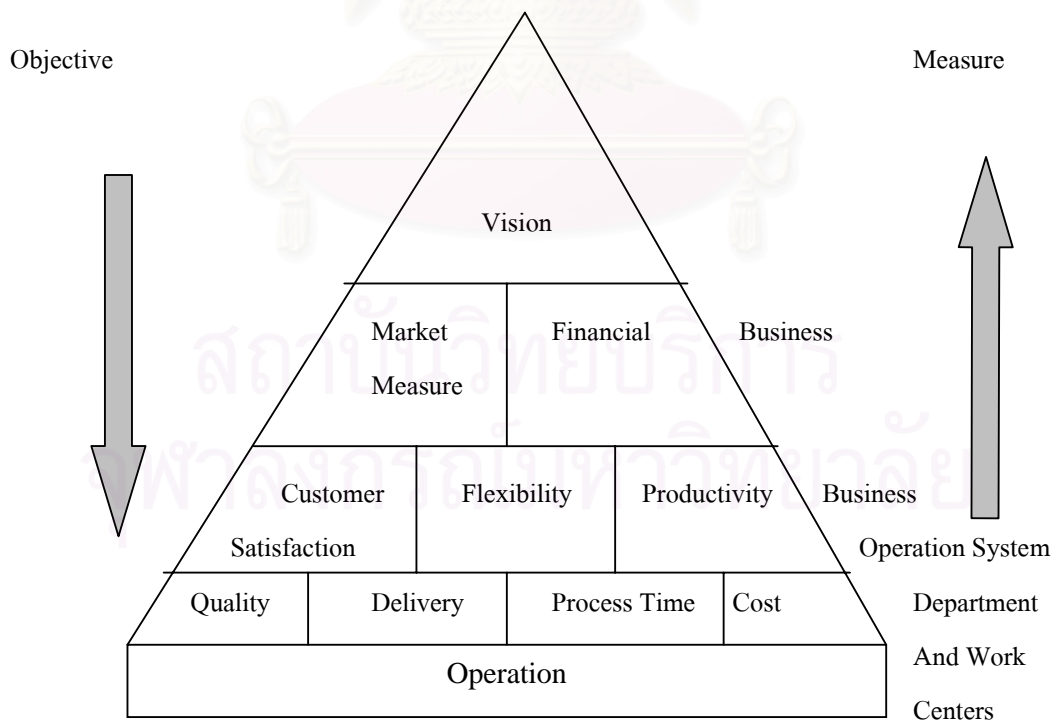 Objective
Measure
Vision
Market
Measure
Financial
Business
สถาบันวิทยบริการ
จุฬาลงกรณ์มหาวิทยาลัย
Customer
Satisfaction
Flexibility
Productivity
Business
Operation System
Quality
Delivery
Process Time
Cost
Department
And Work
Centers
Operation